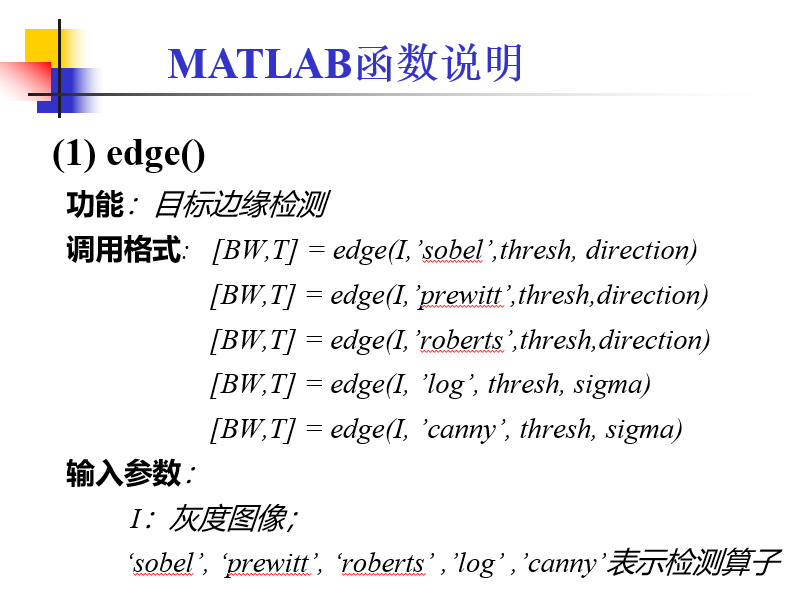 MATLAB函数说明
(1) edge()
功能：目标边缘检测
调用格式: [BW,T] = edge(I,’sobel’,thresh, direction)
[BW,T] = edge(I,’prewitt’,thresh,direction)
[BW,T] = edge(I,’roberts’,thresh,direction)
[BW,T] = edge(I, ’log’, thresh, sigma)
[BW,T] = edge(I, ’canny’, thresh, sigma)
输入参数：
I：灰度图像；
‘sobel’, ‘prewitt’, ‘roberts’ ,’log’ ,’canny’表示检测算子